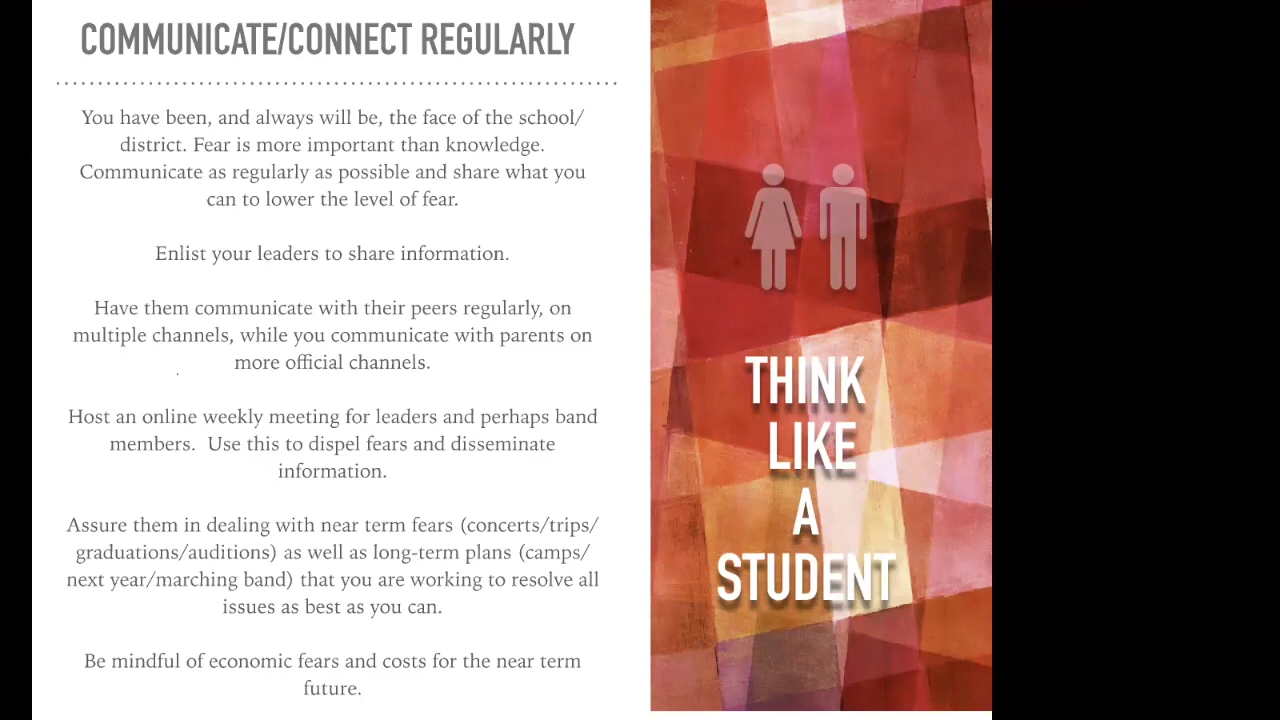 COMMUNICATE/CONNECT REGULARLY
You have been, and always will be, the face of the school/
district. Fear is more important than knowledge.
Communicate as regularly as possible and share what you
can to lower the level of fear.
Enlist your leaders to share information.
Have them communicate with their peers regularly, on
multiple channels, while you communicate with parents on
more official channels.
Host an online weekly meeting for leaders and perhaps band
members.  Use this to dispel fears and disseminate
information.
Assure them in dealing with near term fears (concerts/trips/
graduations/auditions) as well as long-term plans (camps/
next year/marching band) that you are working to resolve all
issues as best as you can.
Be mindful of economic fears and costs for the near term
future.
THINK
LIKE
A
STUDENT